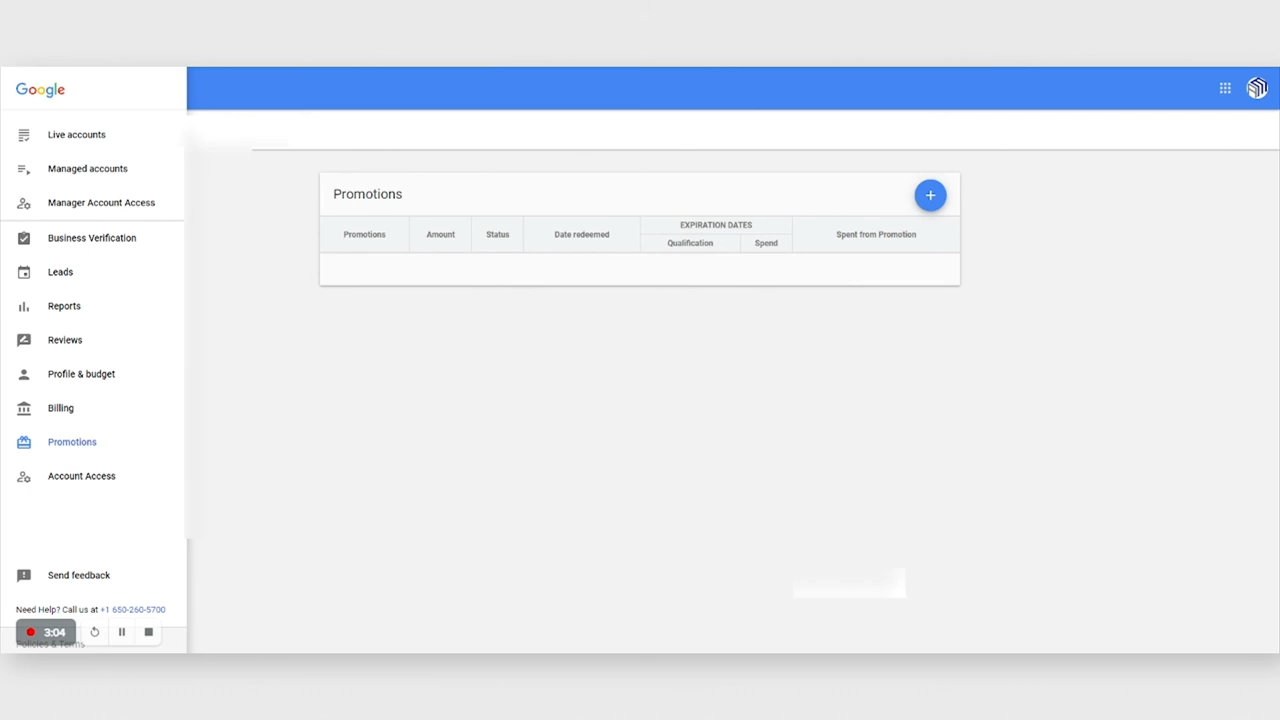 Google
Live accounts
Managed accounts
Manager Account Access
Business Verification
Leads
Reports
Reviews
Profile & budget
Billing
Promotions
Account Access
Send feedback
Need Help? Call us at +1 650-260-5700
3:04
Policies & Terms
Promotions
+
EXPIRATION DATES
Promotions Amount Status Date redeemed Qualification Spend Spent from Promotion